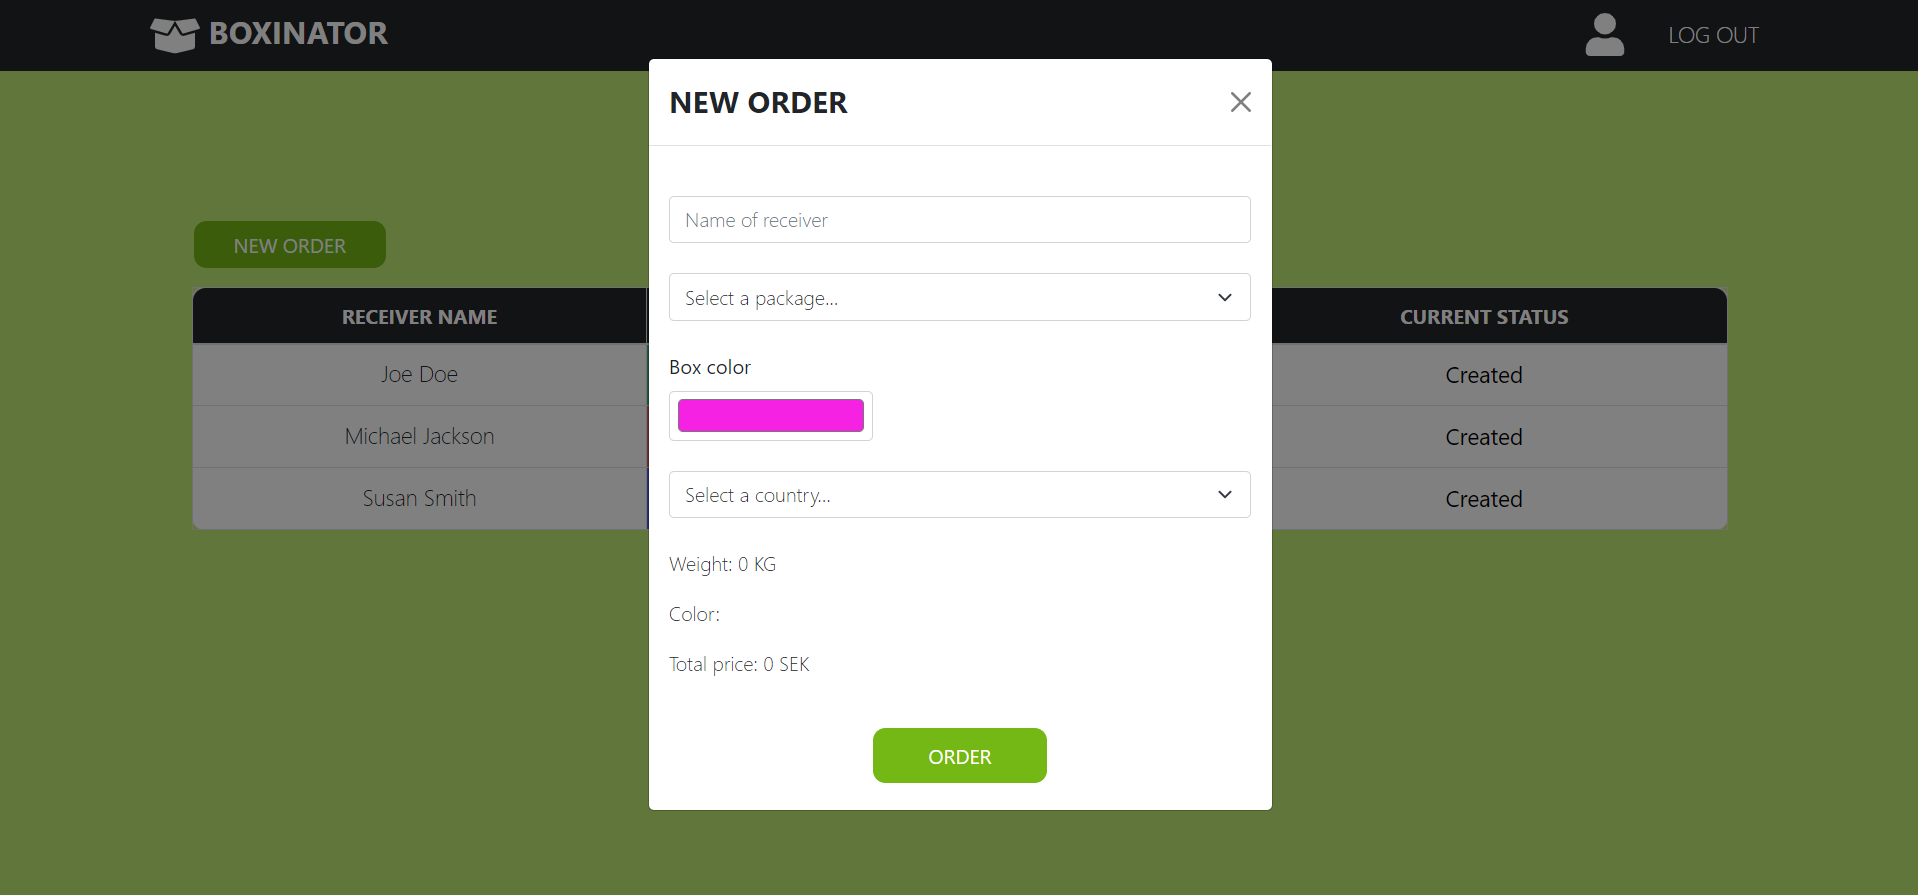 BOXINATOR
LOG OUT
NEW ORDER
Name of receiver
NEW ORDER
Select a package...
RECEIVER NAME
CURRENT STATUS
Box color
Joe Doe
Created
Michael Jackson
Created
Select a country...
Susan Smith
Created
Weight: 0 KG
Color:
Total price: 0 SEK
ORDER